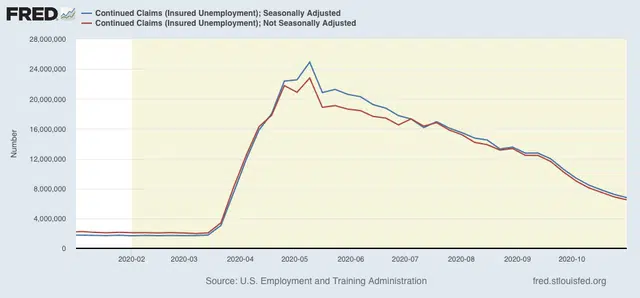 FRED
Continued Claims (Insured Unemployment); Seasonally Adjusted
Continued Claims (Insured Unemployment); Not Seasonally Adjusted
28,000,000
24,000,000
20,000,000
16,000,000
12,000,000
8,000,000
4,000,000
0
Number
2020-02 2020-03 2020-04 2020-05 2020-06 2020-07 2020-08 2020-09 2020-10
Source: U.S. Employment and Training Administration fred.stlouisfed.org